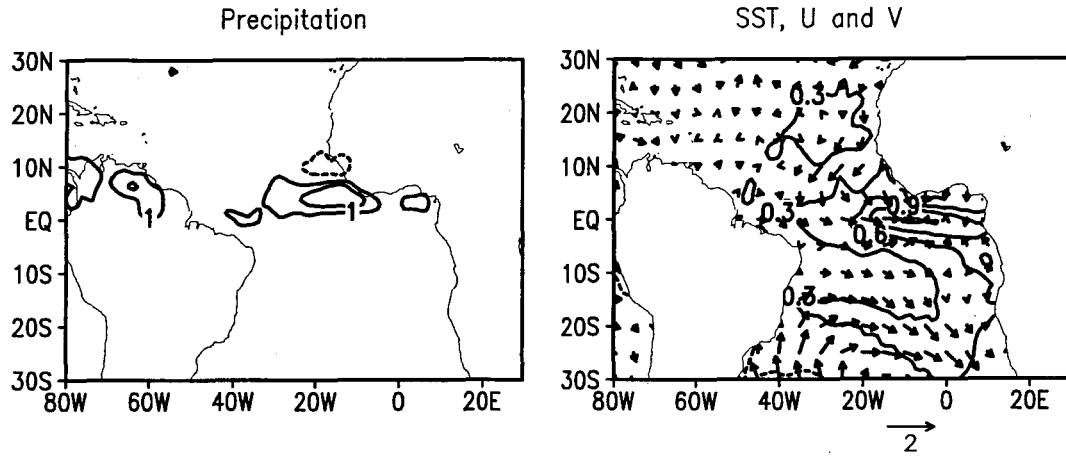 Precipitation
30N
20N
10N
EQ
10S
20S
30S
80W 60W 40W 20W 0 20E
1
1
SST, U and V
30N
20N
10N
EQ
10S
20S
30S
80W 60W 40W 20W 0 20E
0.3
0.9
0.3
0.6
0
0.3
2